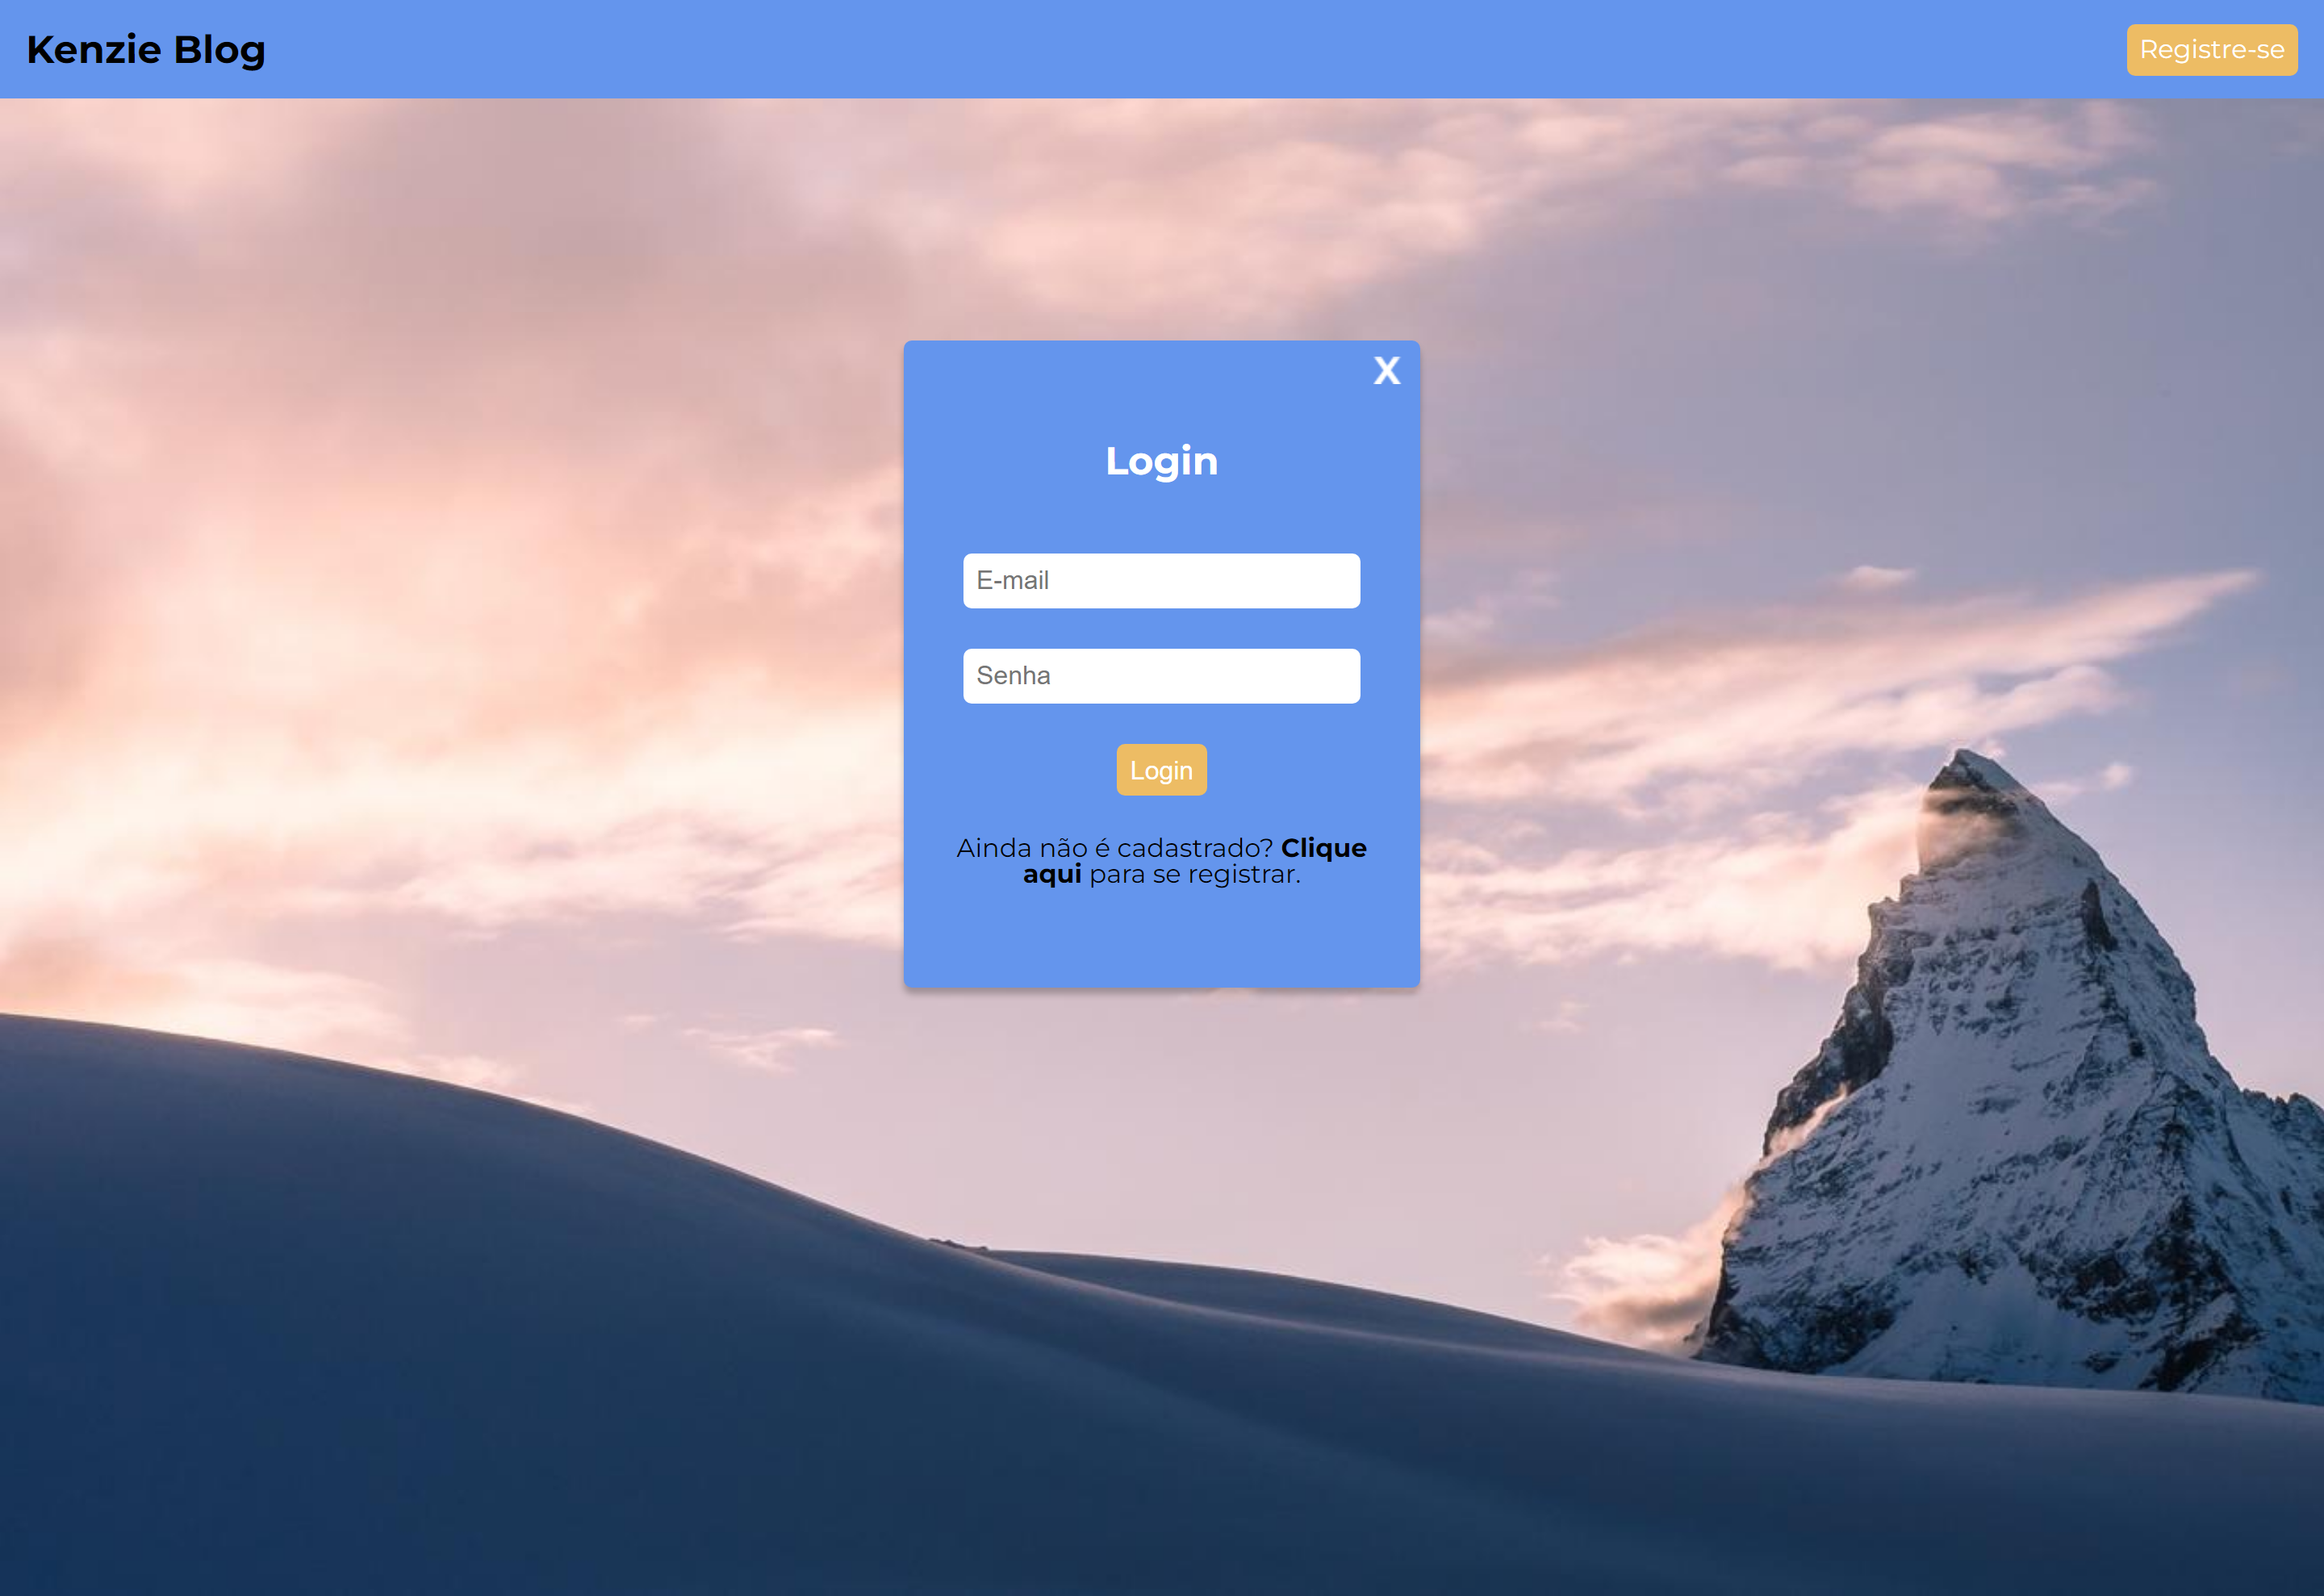 Kenzie Blog
Registre-se
X
Login
E-mail
Senha
Login
Ainda não é cadastrado? Clique
aqui para se registrar.